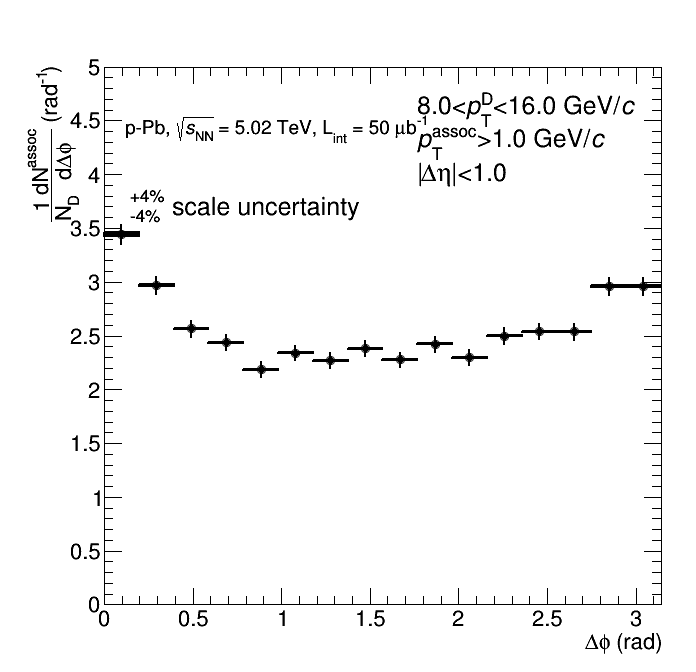 1 dN^assoc
N_D dΔϕ (rad⁻¹)
5
4.5
4
3.5
3
2.5
2
1.5
1
0.5
0
p-Pb, √s_NN = 5.02 TeV, L_int = 50 μb⁻¹
8.0<p_T^D<16.0 GeV/c
p_T^assoc>1.0 GeV/c
|Δη|<1.0
+4%
-4% scale uncertainty
0 0.5 1 1.5 2 2.5 3
Δϕ (rad)